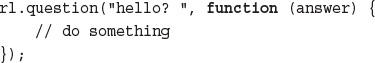 rl.question("hello? ", function (answer) {
    // do something
});